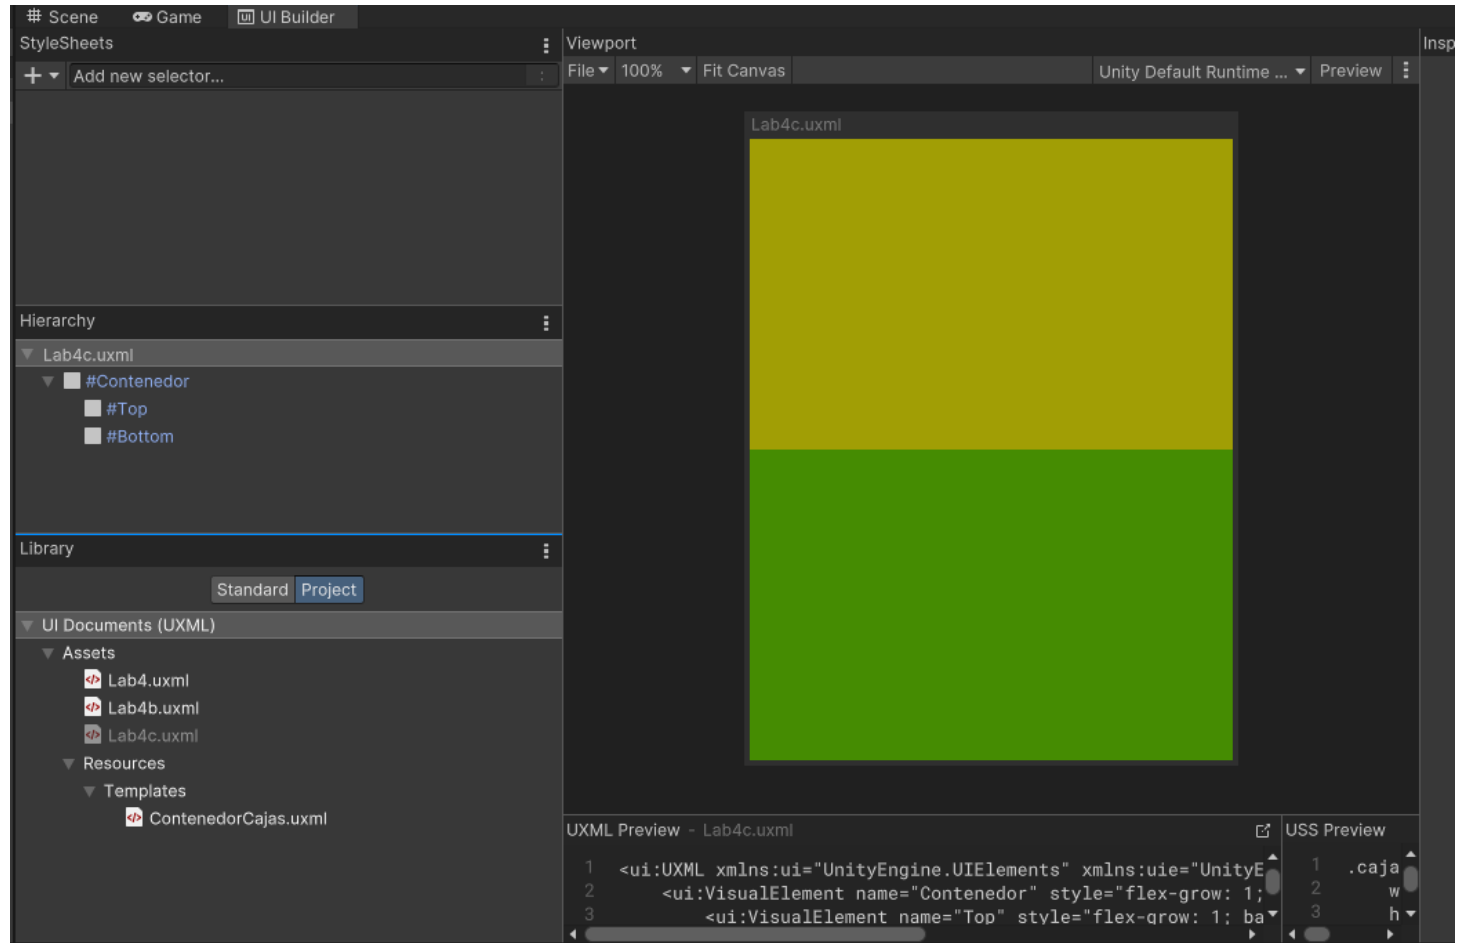 Scene Game UI Builder
StyleSheets
Add new selector...
Hierarchy
Lab4c.uxml
#Contenedor
#Top
#Bottom
Library
Standard Project
UI Documents (UXML)
Assets
Lab4.uxml
Lab4b.uxml
Lab4c.uxml
Resources
Templates
ContenedorCajas.uxml
Viewport
File 100% Fit Canvas Unity Default Runtime ... Preview
Lab4c.uxml
UXML Preview - Lab4c.uxml
1 <ui:UXML xmlns:ui="UnityEngine.UIElements" xmlns:uie="UnityE
2 <ui:VisualElement name="Contenedor" style="flex-grow: 1;
3 <ui:VisualElement name="Top" style="flex-grow: 1; ba
USS Preview
1 .caja
2 w
3 h
Insp